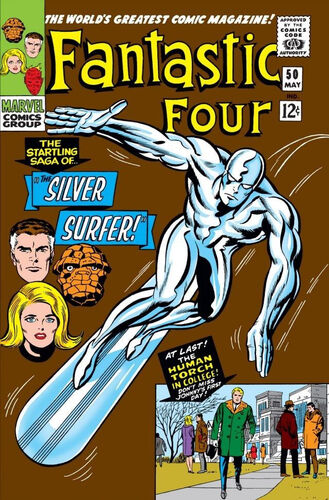 THE WORLD'S GREATEST COMIC MAGAZINE!
Fantastic
Four
APPROVED
BY THE
COMICS
CODE
AUTHORITY
50
MAY
IND.
12¢
MARVEL
COMICS
GROUP
THE
STARTLING
SAGA OF...
"THE SILVER
SURFER!"
AT LAST!
THE
HUMAN
TORCH
IN COLLEGE!
DON'T MISS
JOHNNY'S FIRST
DAY!